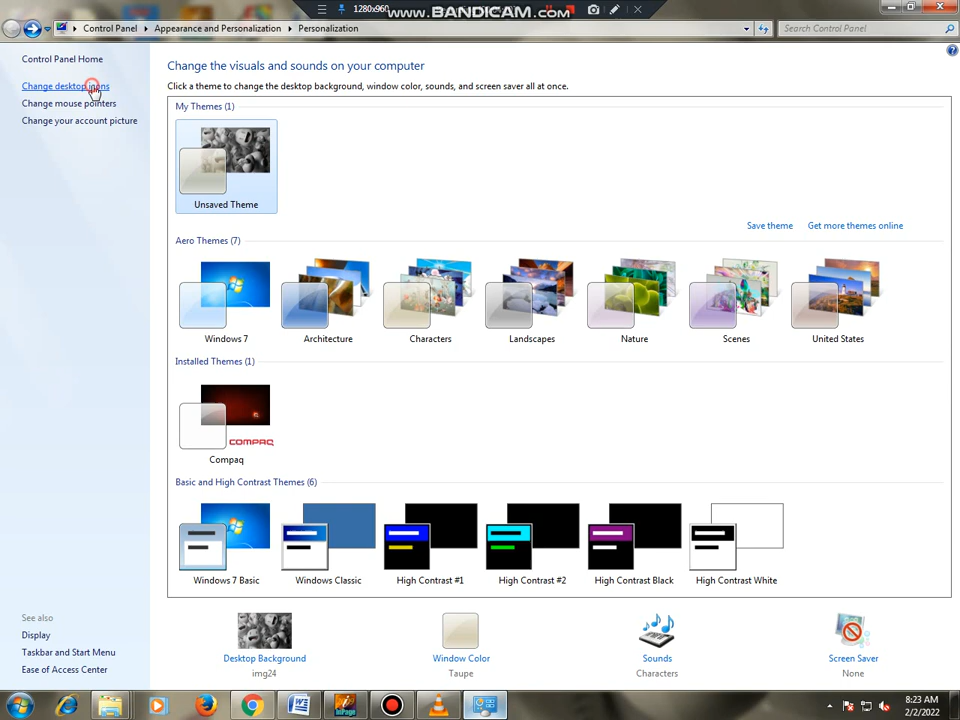 1280x960
www.BANDICAM.com
Control Panel ▸ Appearance and Personalization ▸ Personalization
Search Control Panel
Control Panel Home
Change desktop icons
Change mouse pointers
Change your account picture
Change the visuals and sounds on your computer
Click a theme to change the desktop background, window color, sounds, and screen saver all at once.
My Themes (1)
Unsaved Theme
Save theme Get more themes online
Aero Themes (7)
Windows 7 Architecture Characters Landscapes Nature Scenes United States
Installed Themes (1)
COMPAQ
Compaq
Basic and High Contrast Themes (6)
Windows 7 Basic Windows Classic High Contrast #1 High Contrast #2 High Contrast Black High Contrast White
See also
Display
Taskbar and Start Menu
Ease of Access Center
Desktop Background Window Color Sounds Screen Saver
img24 Taupe Characters None
8:23 AM
2/2/2022